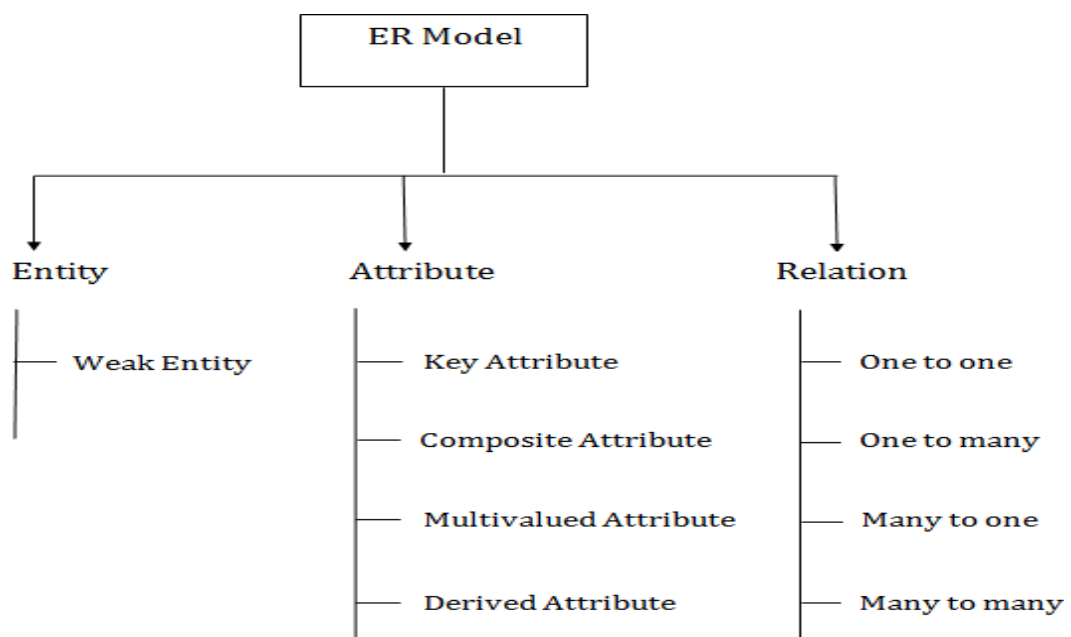 ER Model
Entity
Attribute
Relation
Weak Entity
Key Attribute
One to one
Composite Attribute
One to many
Multivalued Attribute
Many to one
Derived Attribute
Many to many